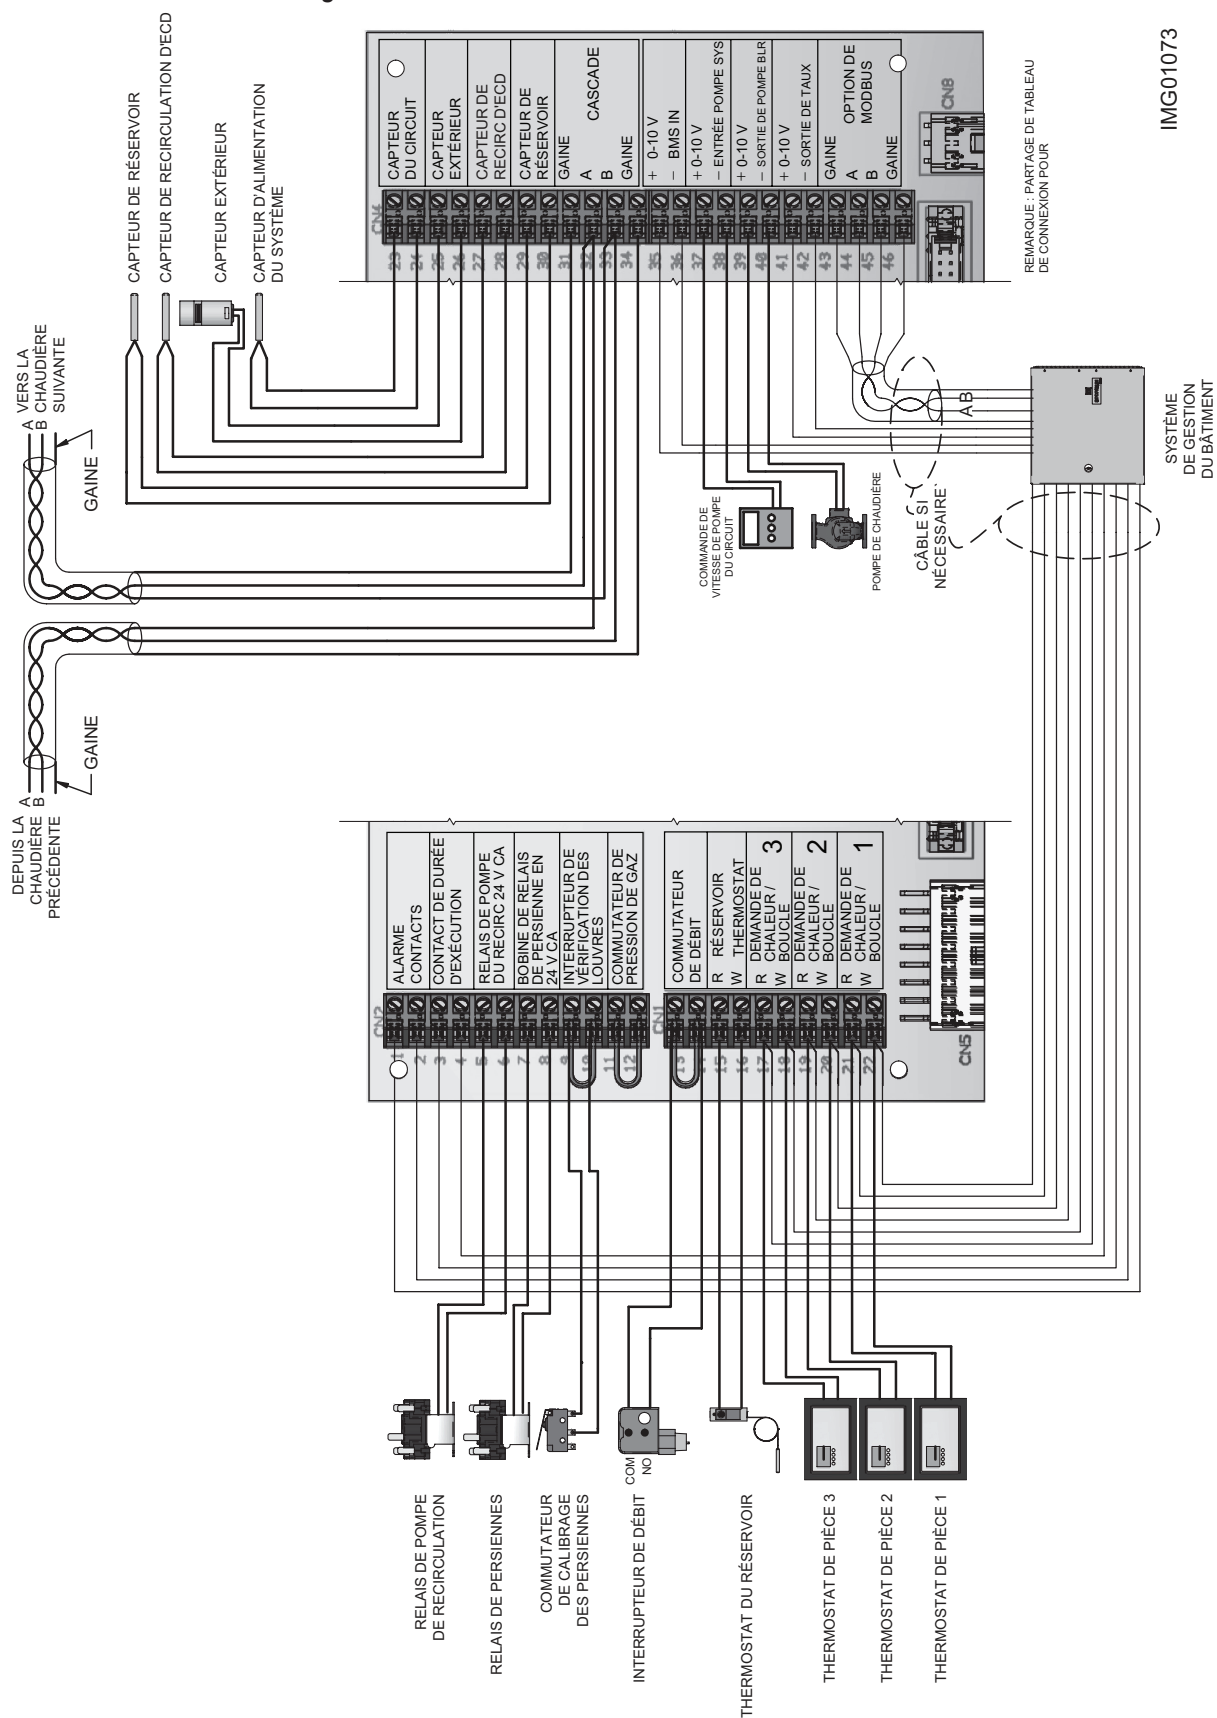 DEPUIS LA
CHAUDIÈRE
PRÉCÉDENTE
A
B
GAINE
A
B
VERS LA
CHAUDIÈRE
SUIVANTE
GAINE
CAPTEUR DE RÉSERVOIR
CAPTEUR DE RECIRCULATION D'ECD
CAPTEUR EXTÉRIEUR
CAPTEUR D'ALIMENTATION
DU SYSTÈME
CN4
CAPTEUR
DU CIRCUIT
CAPTEUR
EXTÉRIEUR
CAPTEUR DE
RECIRC D'ECD
CAPTEUR DE
RÉSERVOIR
GAINE
A
B
CASCADE
GAINE
+ 0-10 V
− BMS IN
+ 0-10 V
− ENTRÉE POMPE SYS
+ 0-10 V
− SORTIE DE POMPE BLR
+ 0-10 V
− SORTIE DE TAUX
GAINE
A
B
OPTION DE
MODBUS
GAINE
23
24
25
26
27
28
29
30
31
32
33
34
35
36
37
38
39
40
41
42
43
44
45
46
CN8
REMARQUE : PARTAGE DE TABLEAU
DE CONNEXION POUR
IMG01073
COMMANDE DE
VITESSE DE POMPE
DU CIRCUIT
POMPE DE CHAUDIÈRE
CÂBLE SI
NÉCESSAIRE
A
B
SYSTÈME
DE GESTION
DU BÂTIMENT
CN2
ALARME
CONTACTS
CONTACT DE DURÉE
D'EXÉCUTION
RELAIS DE POMPE
DU RECIRC 24 V CA
BOBINE DE RELAIS
DE PERSIENNE EN
24 V CA
INTERRUPTEUR DE
VÉRIFICATION DES
LOUVRES
COMMUTATEUR DE
PRESSION DE GAZ
1
2
3
4
5
6
7
8
9
10
11
12
CN1
COMMUTATEUR
DE DÉBIT
R RÉSERVOIR
W THERMOSTAT
R DEMANDE DE
CHALEUR /
W BOUCLE
3
R DEMANDE DE
CHALEUR /
W BOUCLE
2
R DEMANDE DE
CHALEUR /
W BOUCLE
1
13
14
15
16
17
18
19
20
21
22
CN5
RELAIS DE POMPE
DE RECIRCULATION
RELAIS DE PERSIENNES
COMMUTATEUR
DE CALIBRAGE
DES PERSIENNES
INTERRUPTEUR DE DÉBIT
COM
NO
THERMOSTAT DU RÉSERVOIR
THERMOSTAT DE PIÈCE 3
THERMOSTAT DE PIÈCE 2
THERMOSTAT DE PIÈCE 1